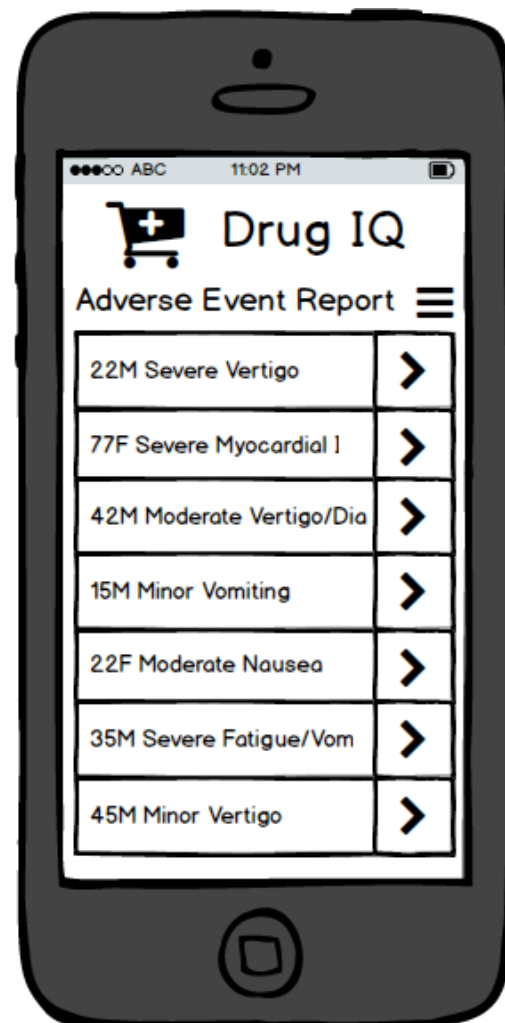 ABC 11:02 PM
Drug IQ
Adverse Event Report
22M Severe Vertigo
77F Severe Myocardial I
42M Moderate Vertigo/Dia
15M Minor Vomiting
22F Moderate Nausea
35M Severe Fatigue/Vom
45M Minor Vertigo